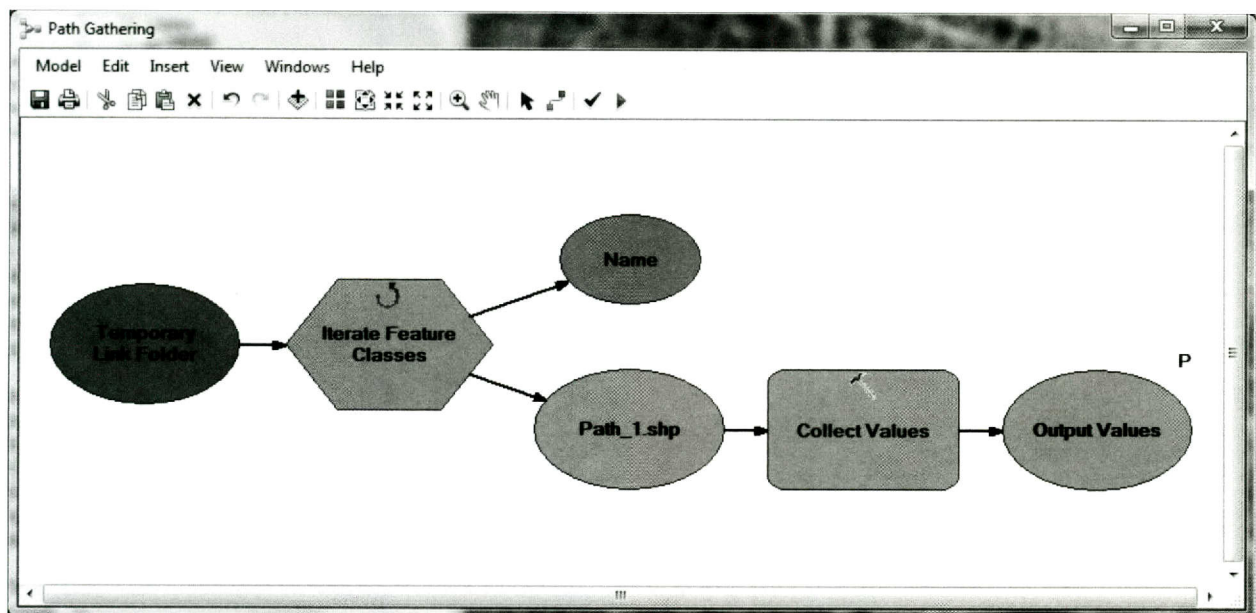 Path Gathering
Model Edit Insert View Windows Help
Name
Temporary
Link Folder
Iterate Feature
Classes
P
Path_1.shp
Collect Values
Output Values